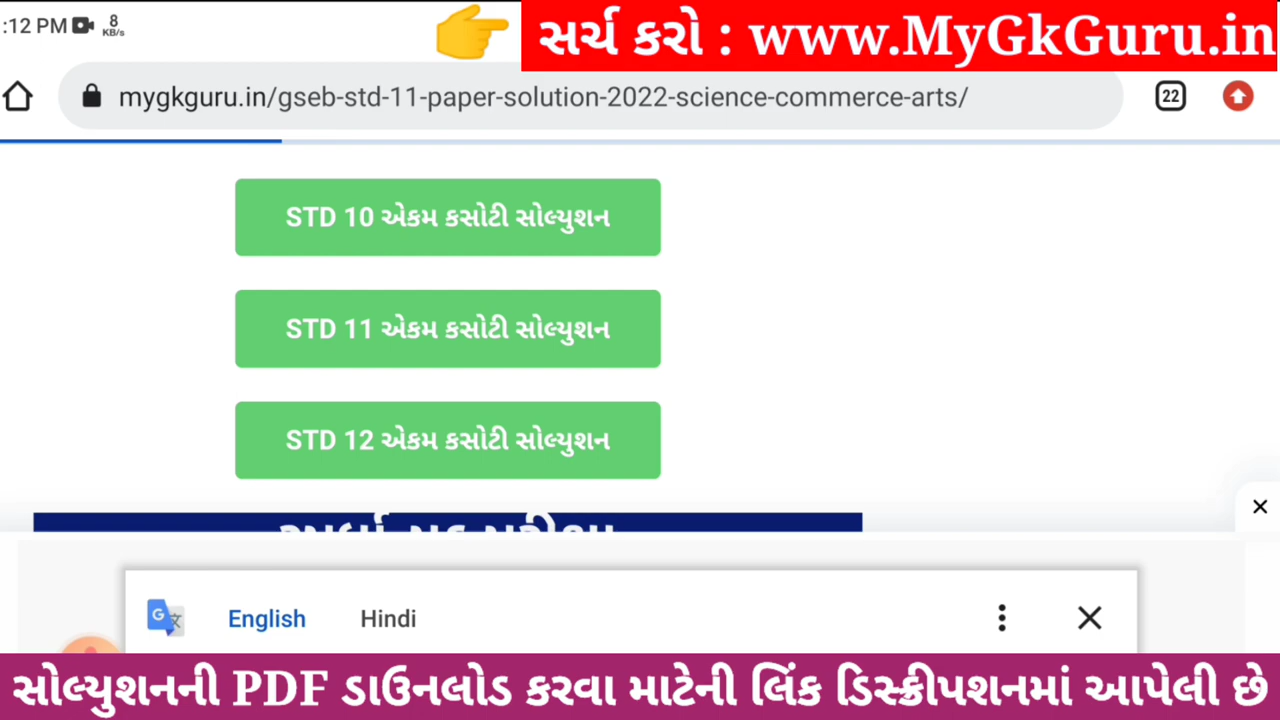 :12 PM 8 KB/s
સર્ચ કરો : www.MyGkGuru.in
mygkguru.in/gseb-std-11-paper-solution-2022-science-commerce-arts/ 22
STD 10 એકમ કસોટી સોલ્યુશન
STD 11 એકમ કસોટી સોલ્યુશન
STD 12 એકમ કસોટી સોલ્યુશન
English Hindi
સોલ્યુશનની PDF ડાઉનલોડ કરવા માટેની લિંક ડિસ્ક્રીપશનમાં આપેલી છે